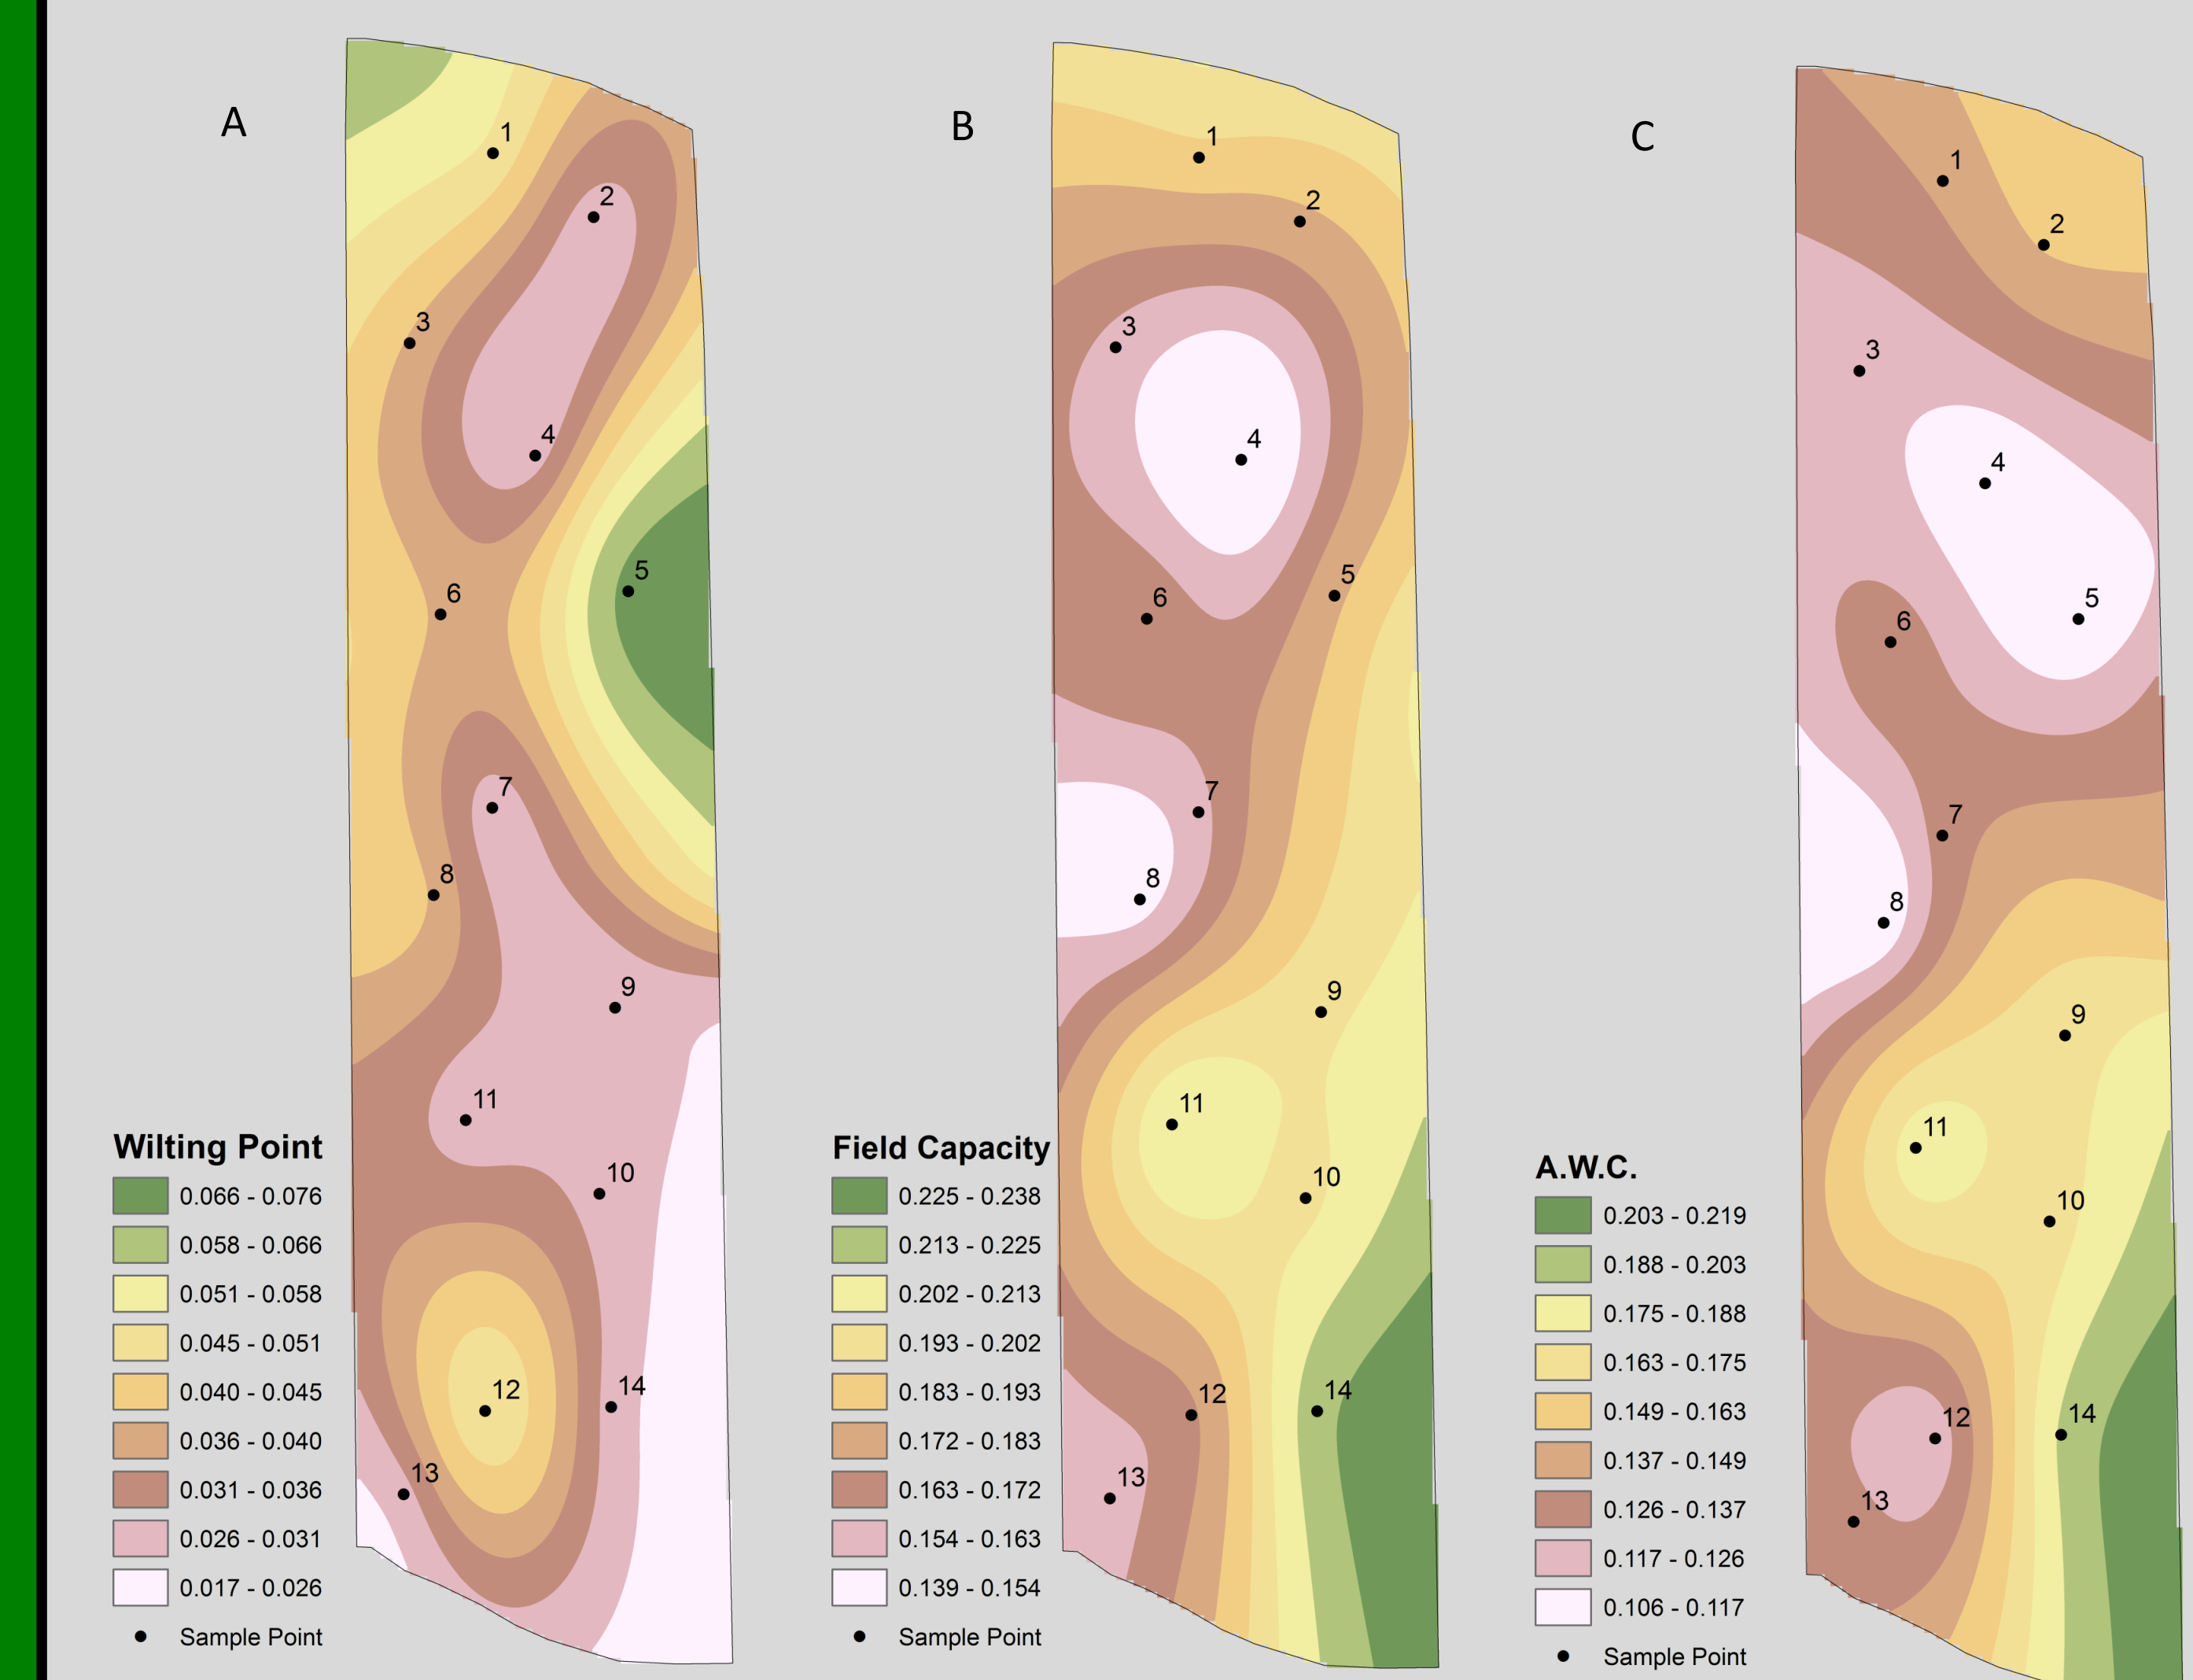 A
1
2
3
4
5
6
7
8
9
11
10
12
14
13
Wilting Point
0.066 - 0.076
0.058 - 0.066
0.051 - 0.058
0.045 - 0.051
0.040 - 0.045
0.036 - 0.040
0.031 - 0.036
0.026 - 0.031
0.017 - 0.026
Sample Point
B
1
2
3
4
5
6
7
8
9
11
10
12
14
13
Field Capacity
0.225 - 0.238
0.213 - 0.225
0.202 - 0.213
0.193 - 0.202
0.183 - 0.193
0.172 - 0.183
0.163 - 0.172
0.154 - 0.163
0.139 - 0.154
Sample Point
C
1
2
3
4
5
6
7
8
9
11
10
12
14
13
A.W.C.
0.203 - 0.219
0.188 - 0.203
0.175 - 0.188
0.163 - 0.175
0.149 - 0.163
0.137 - 0.149
0.126 - 0.137
0.117 - 0.126
0.106 - 0.117
Sample Point